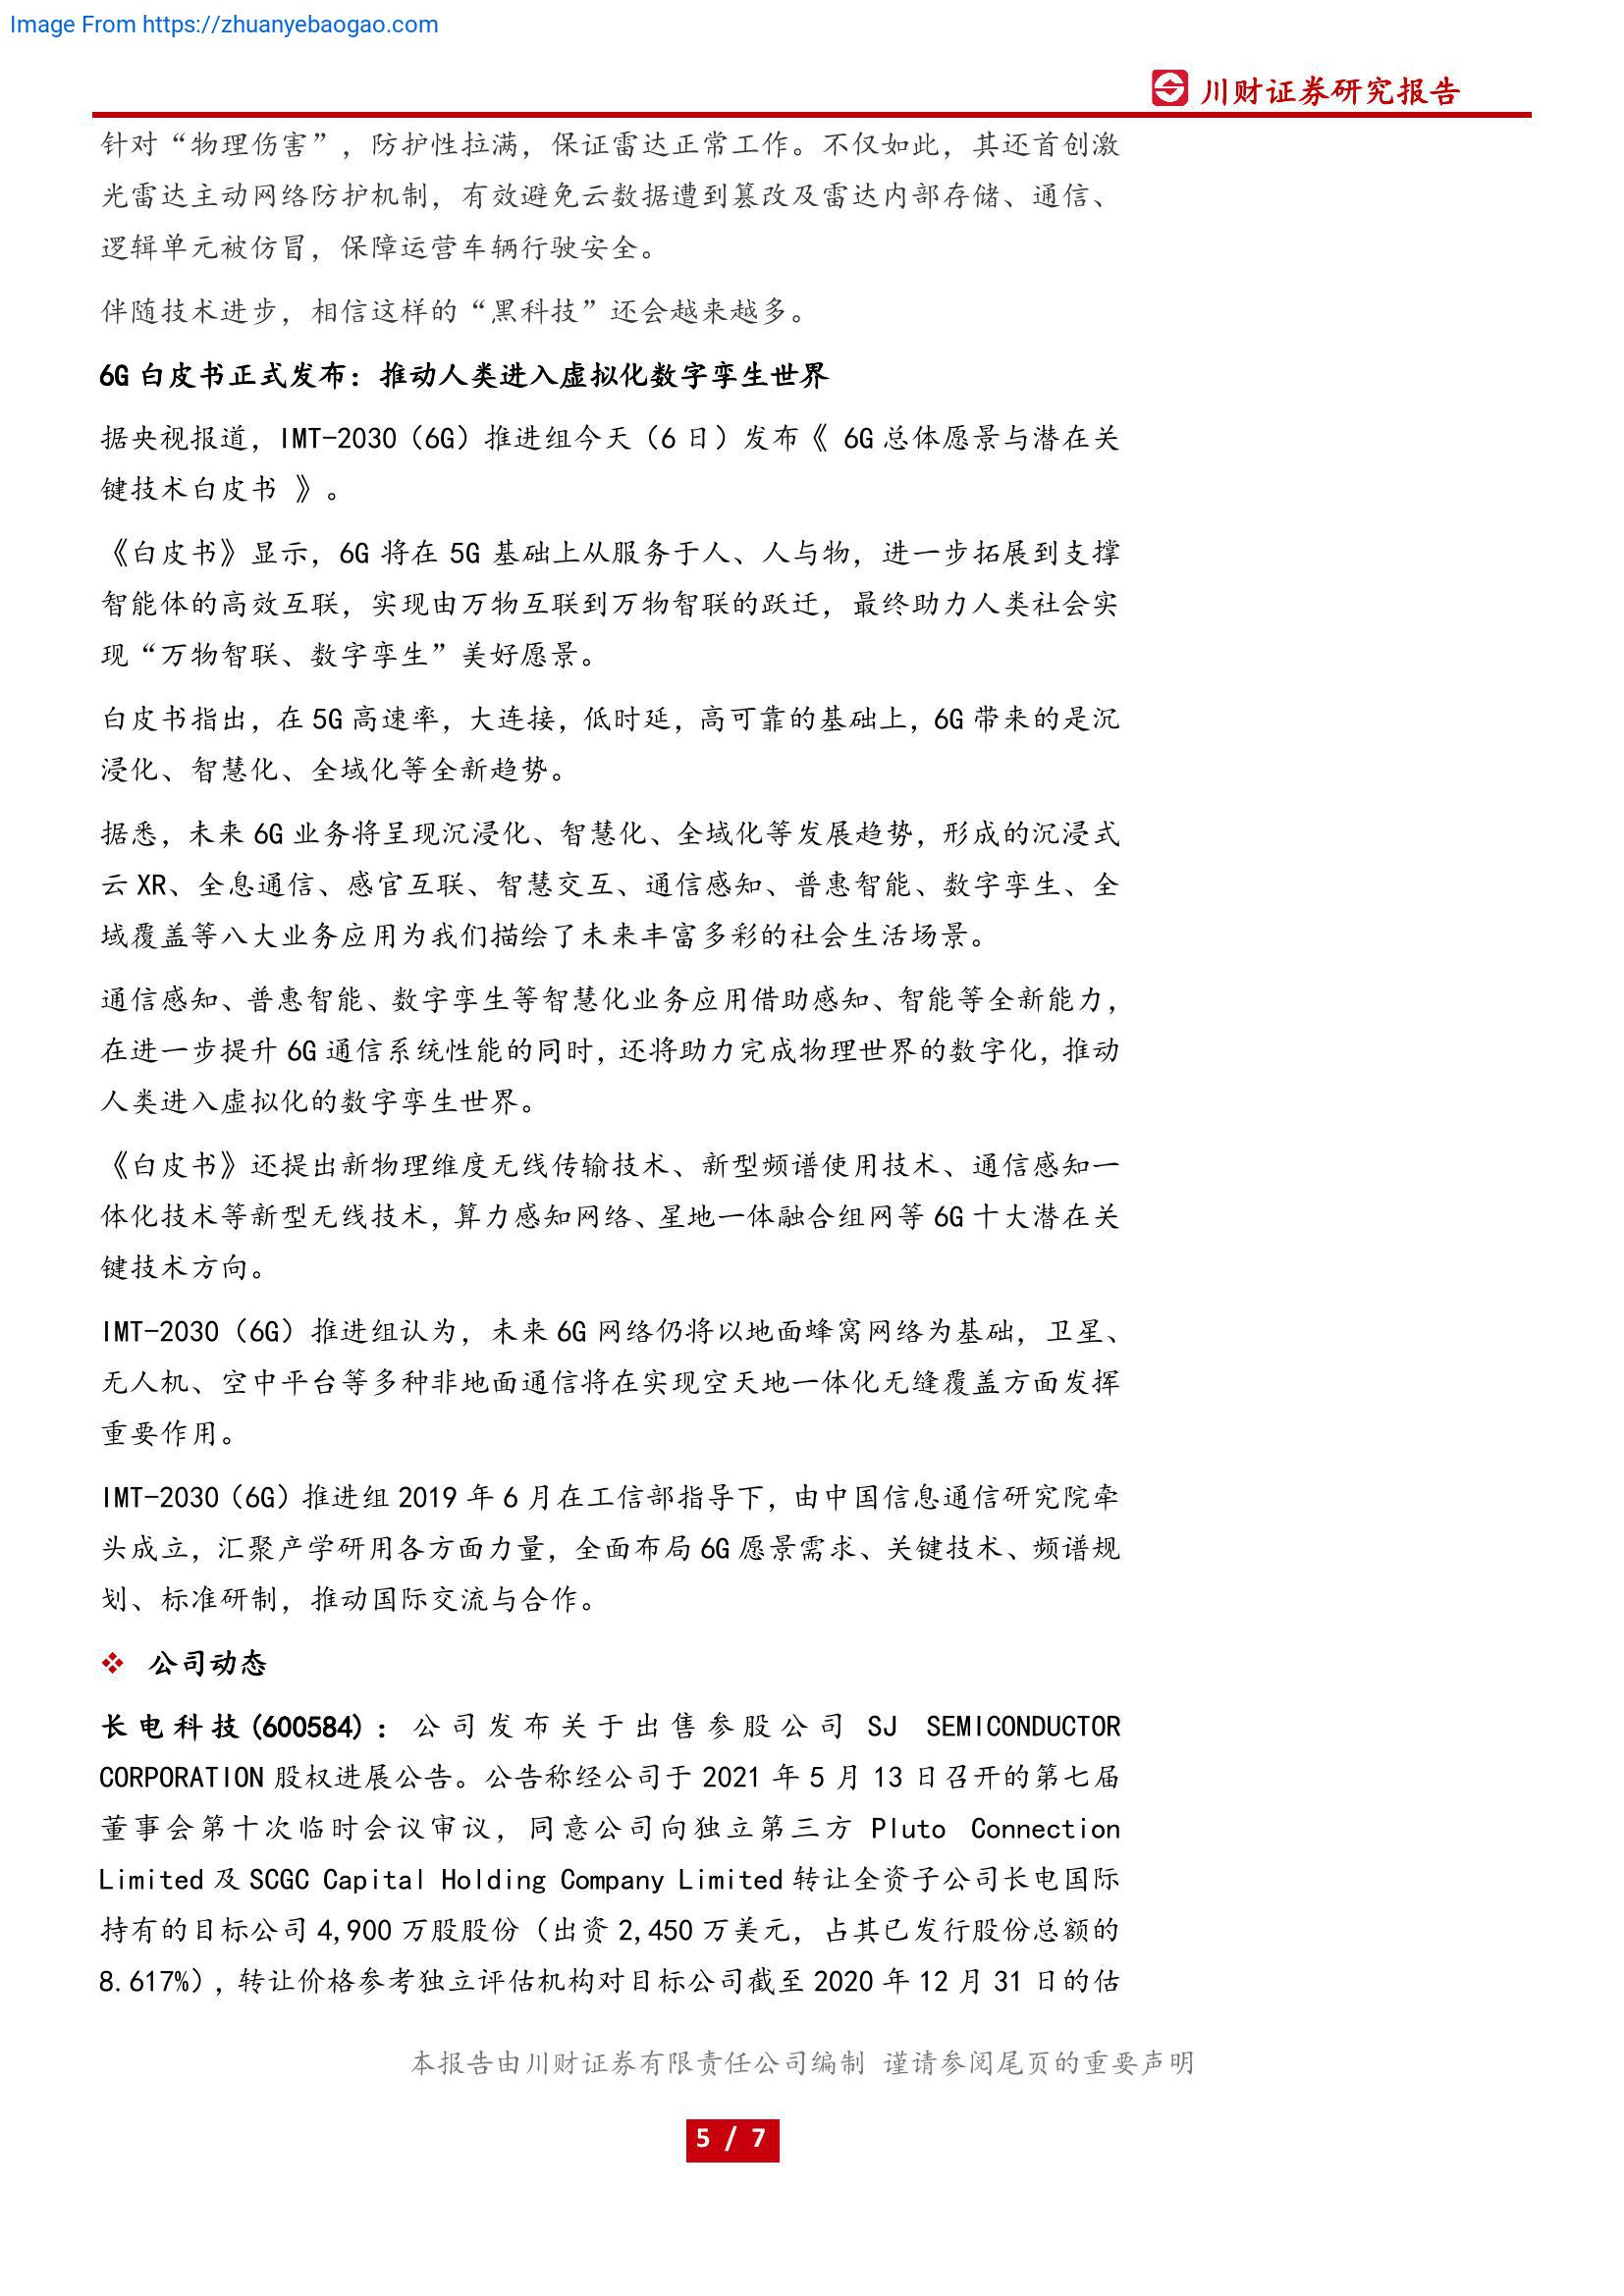 Image From https://zhuanyebaogao.com
川财证券研究报告
针对“物理伤害”，防护性拉满，保证雷达正常工作。不仅如此，其还首创激
光雷达主动网络防护机制，有效避免云数据遭到篡改及雷达内部存储、通信、
逻辑单元被仿冒，保障运营车辆行驶安全。
伴随技术进步，相信这样的“黑科技”还会越来越多。
6G 白皮书正式发布：推动人类进入虚拟化数字孪生世界
据央视报道，IMT-2030（6G）推进组今天（6 日）发布《 6G 总体愿景与潜在关
键技术白皮书 》。
《白皮书》显示，6G 将在 5G 基础上从服务于人、人与物，进一步拓展到支撑
智能体的高效互联，实现由万物互联到万物智联的跃迁，最终助力人类社会实
现“万物智联、数字孪生”美好愿景。
白皮书指出，在 5G 高速率，大连接，低时延，高可靠的基础上，6G 带来的是沉
浸化、智慧化、全域化等全新趋势。
据悉，未来 6G 业务将呈现沉浸化、智慧化、全域化等发展趋势，形成的沉浸式
云 XR、全息通信、感官互联、智慧交互、通信感知、普惠智能、数字孪生、全
域覆盖等八大业务应用为我们描绘了未来丰富多彩的社会生活场景。
通信感知、普惠智能、数字孪生等智慧化业务应用借助感知、智能等全新能力，
在进一步提升 6G 通信系统性能的同时，还将助力完成物理世界的数字化，推动
人类进入虚拟化的数字孪生世界。
《白皮书》还提出新物理维度无线传输技术、新型频谱使用技术、通信感知一
体化技术等新型无线技术，算力感知网络、星地一体融合组网等 6G 十大潜在关
键技术方向。
IMT-2030（6G）推进组认为，未来 6G 网络仍将以地面蜂窝网络为基础，卫星、
无人机、空中平台等多种非地面通信将在实现空天地一体化无缝覆盖方面发挥
重要作用。
IMT-2030（6G）推进组 2019 年 6 月在工信部指导下，由中国信息通信研究院牵
头成立，汇聚产学研用各方面力量，全面布局 6G 愿景需求、关键技术、频谱规
划、标准研制，推动国际交流与合作。
❖ 公司动态
长电科技(600584)：公司发布关于出售参股公司 SJ SEMICONDUCTOR
CORPORATION 股权进展公告。公告称经公司于 2021 年 5 月 13 日召开的第七届
董事会第十次临时会议审议，同意公司向独立第三方 Pluto Connection
Limited 及 SCGC Capital Holding Company Limited 转让全资子公司长电国际
持有的目标公司 4,900 万股股份（出资 2,450 万美元，占其已发行股份总额的
8.617%），转让价格参考独立评估机构对目标公司截至 2020 年 12 月 31 日的估
本报告由川财证券有限责任公司编制 谨请参阅尾页的重要声明
5 / 7